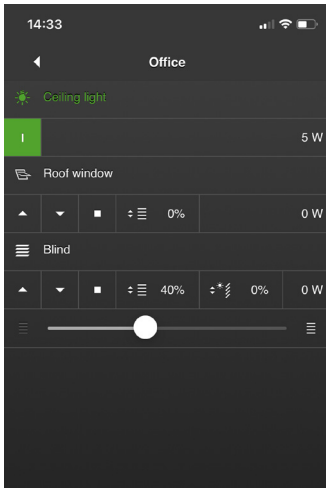 14:33
Office
Ceiling light
I
5 W
Roof window
0%
0 W
Blind
40%
0%
0 W